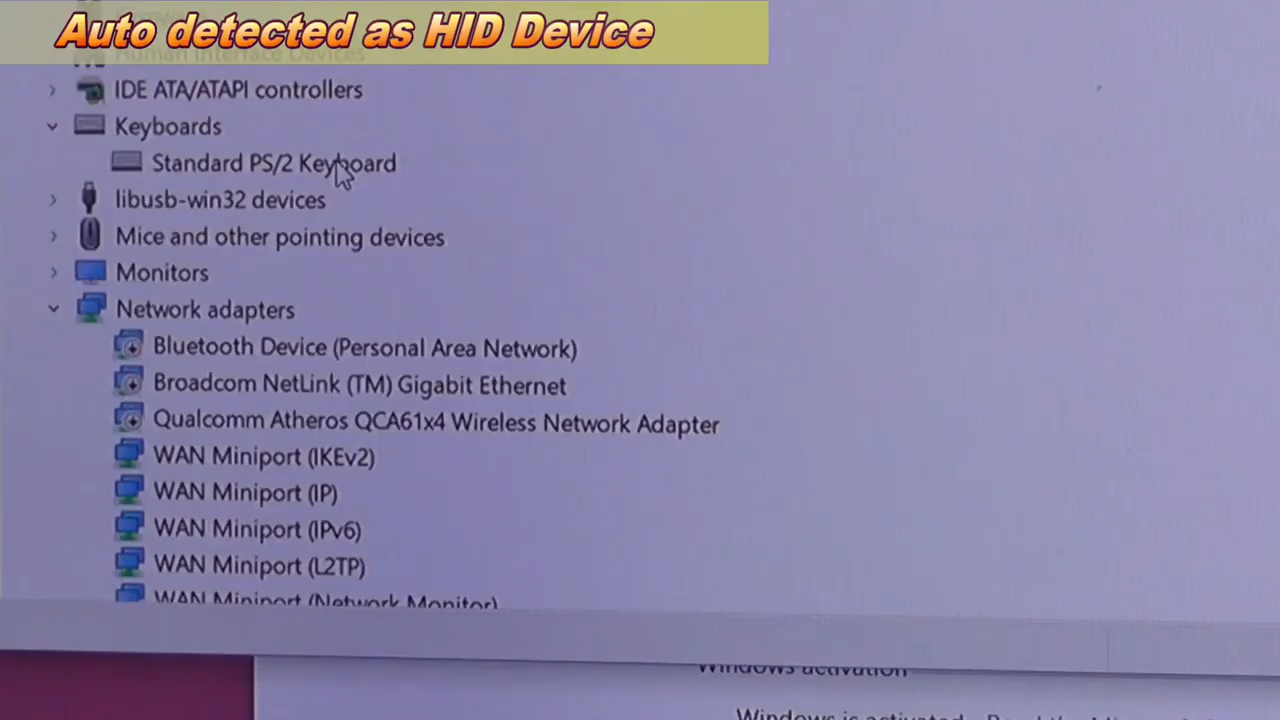 Auto detected as HID Device
Human Interface Devices
IDE ATA/ATAPI controllers
Keyboards
Standard PS/2 Keyboard
libusb-win32 devices
Mice and other pointing devices
Monitors
Network adapters
Bluetooth Device (Personal Area Network)
Broadcom NetLink (TM) Gigabit Ethernet
Qualcomm Atheros QCA61x4 Wireless Network Adapter
WAN Miniport (IKEv2)
WAN Miniport (IP)
WAN Miniport (IPv6)
WAN Miniport (L2TP)
WAN Miniport (Network Monitor)
Windows activation
Windows is activated